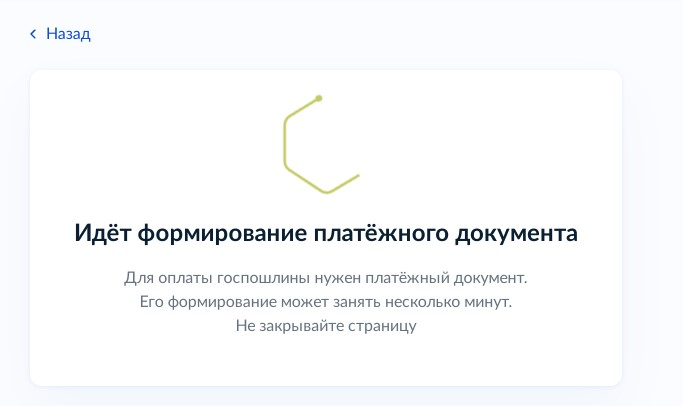 Назад
Идёт формирование платёжного документа
Для оплаты госпошлины нужен платёжный документ.
Его формирование может занять несколько минут.
Не закрывайте страницу